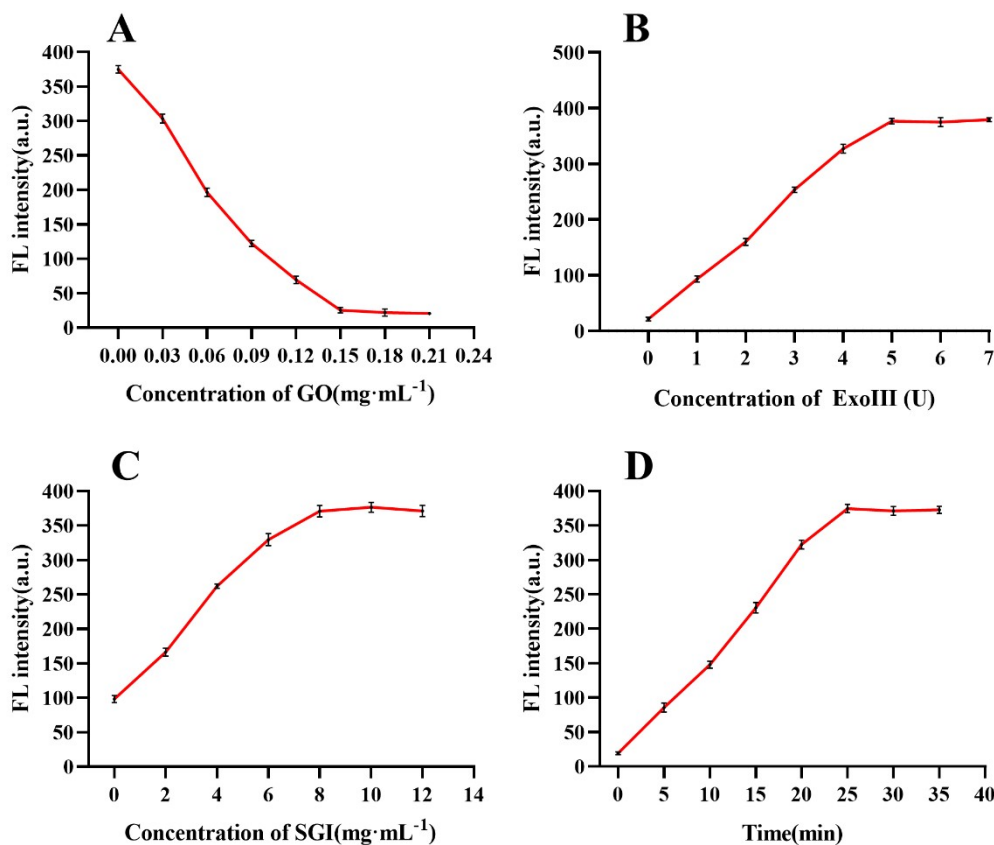 A
FL intensity(a.u.)
400
350
300
250
200
150
100
50
0
0.00 0.03 0.06 0.09 0.12 0.15 0.18 0.21 0.24
Concentration of GO(mg·mL⁻¹)
B
FL intensity(a.u.)
500
400
300
200
100
0
0 1 2 3 4 5 6 7
Concentration of ExoIII (U)
C
FL intensity(a.u.)
400
350
300
250
200
150
100
50
0
0 2 4 6 8 10 12 14
Concentration of SGI(mg·mL⁻¹)
D
FL intensity(a.u.)
400
350
300
250
200
150
100
50
0
0 5 10 15 20 25 30 35 40
Time(min)